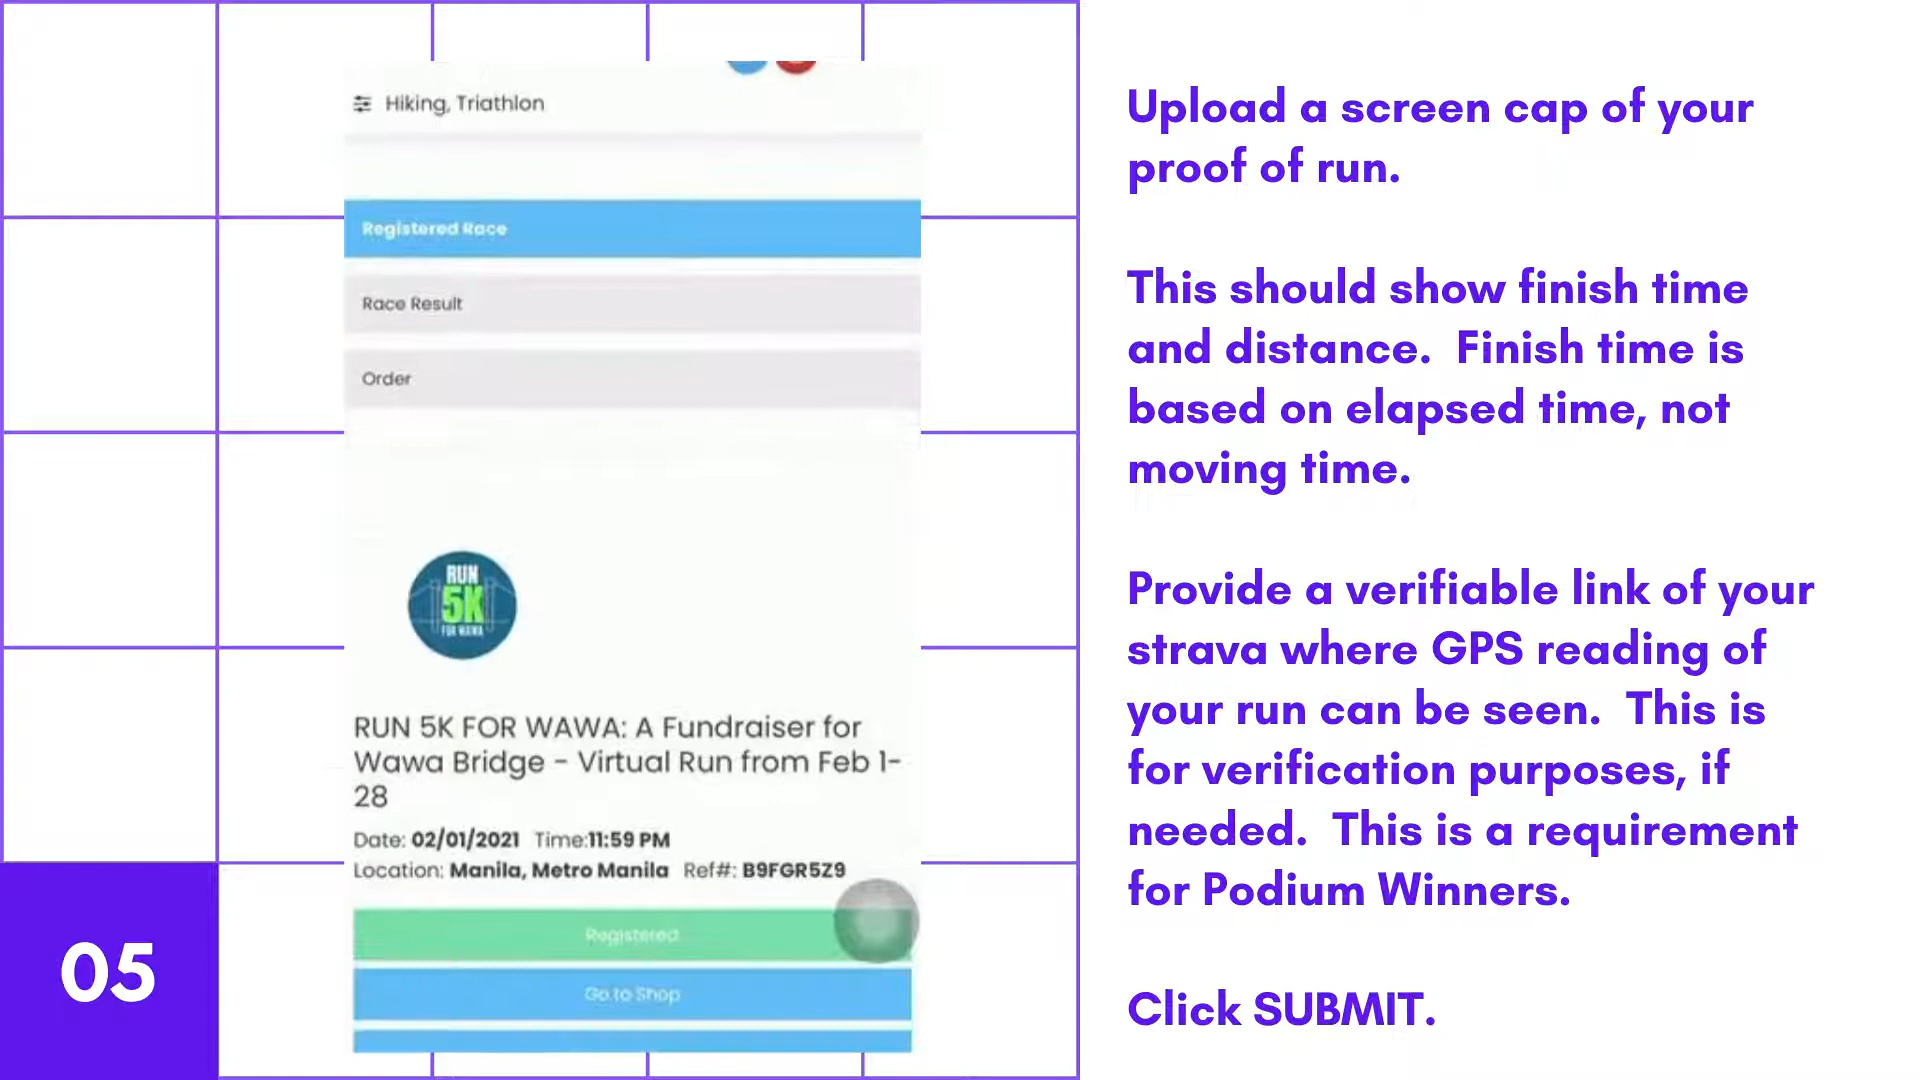 Hiking, Triathlon
Registered Race
Race Result
Order
RUN
5K
FOR WAWA
RUN 5K FOR WAWA: A Fundraiser for
Wawa Bridge - Virtual Run from Feb 1-
28
Date: 02/01/2021 Time:11:59 PM
Location: Manila, Metro Manila Ref#: B9FGR5Z9
Registered
Go to Shop
05
Upload a screen cap of your
proof of run.
This should show finish time
and distance. Finish time is
based on elapsed time, not
moving time.
Provide a verifiable link of your
strava where GPS reading of
your run can be seen. This is
for verification purposes, if
needed. This is a requirement
for Podium Winners.
Click SUBMIT.